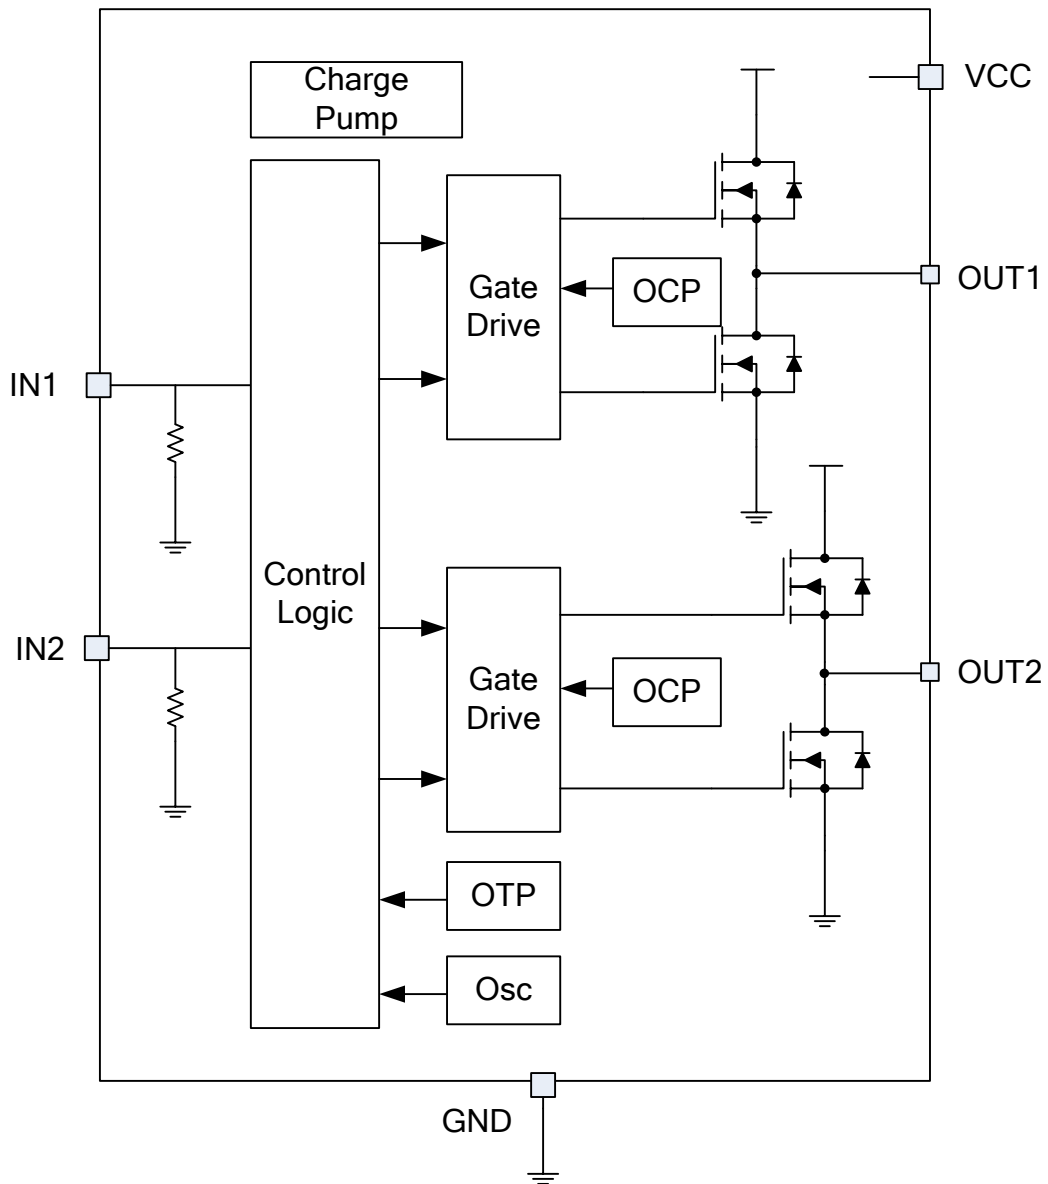 Charge
Pump
VCC
Gate
Drive
OCP
OUT1
IN1
Control
Logic
IN2
Gate
Drive
OCP
OUT2
OTP
Osc
GND